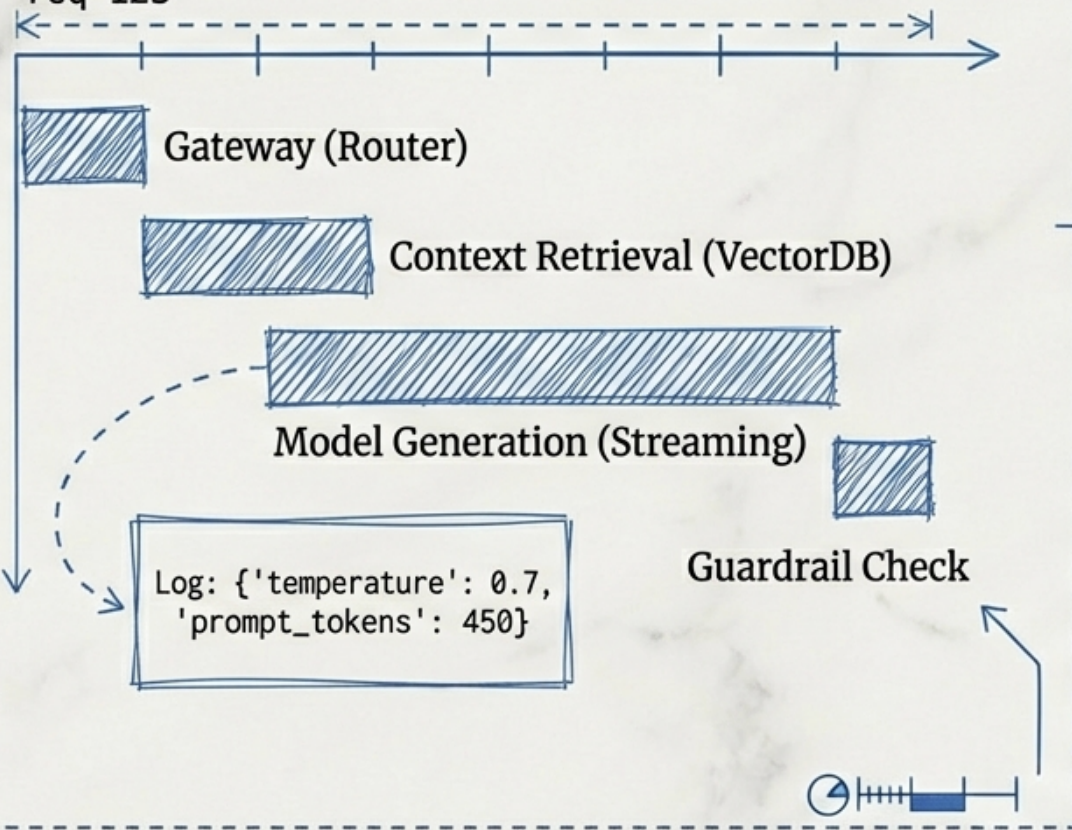 Gateway (Router)
Context Retrieval (VectorDB)
Model Generation (Streaming)
Guardrail Check
Log: {'temperature': 0.7,
'prompt_tokens': 450}